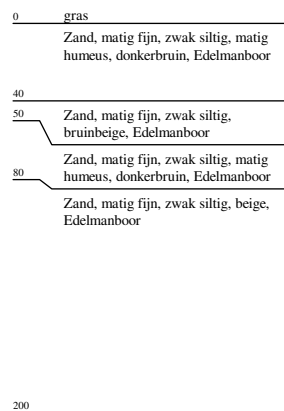 0 gras
Zand, matig fijn, zwak siltig, matig
humeus, donkerbruin, Edelmanboor
40
50 Zand, matig fijn, zwak siltig,
bruinbeige, Edelmanboor
Zand, matig fijn, zwak siltig, matig
80 humeus, donkerbruin, Edelmanboor
Zand, matig fijn, zwak siltig, beige,
Edelmanboor
200